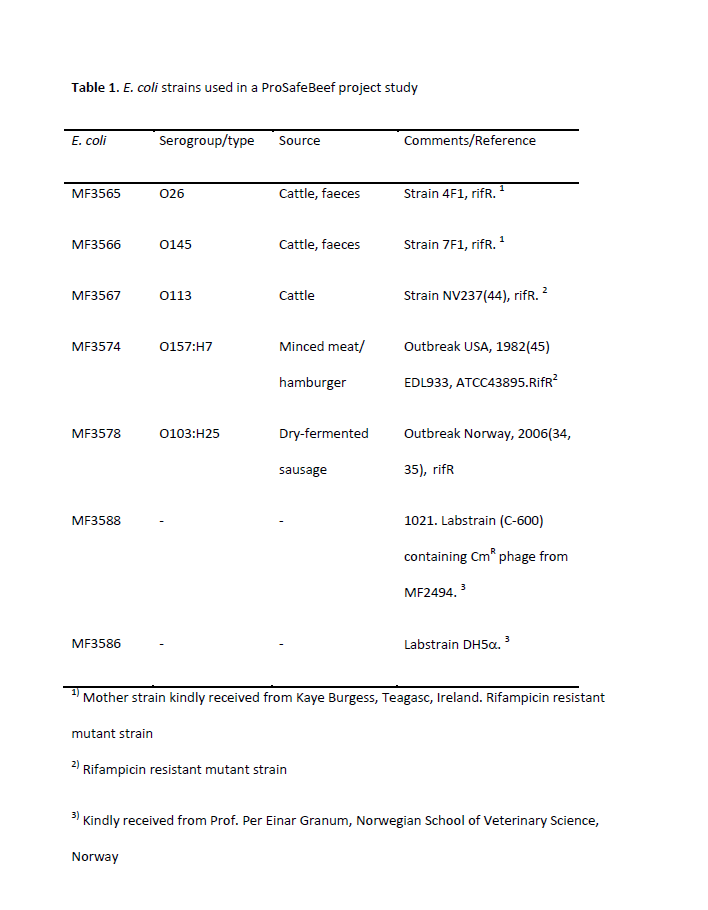 Table 1. E. coli strains used in a ProSafeBeef project study
E. coli Serogroup/type Source Comments/Reference
MF3565 O26 Cattle, faeces Strain 4F1, rifR. 1
MF3566 O145 Cattle, faeces Strain 7F1, rifR. 1
MF3567 O113 Cattle Strain NV237(44), rifR. 2
MF3574 O157:H7 Minced meat/ Outbreak USA, 1982(45)
hamburger EDL933, ATCC43895.RifR2
MF3578 O103:H25 Dry-fermented Outbreak Norway, 2006(34,
sausage 35), rifR
MF3588 - - 1021. Labstrain (C-600)
containing CmR phage from
MF2494. 3
MF3586 - - Labstrain DH5α. 3
1) Mother strain kindly received from Kaye Burgess, Teagasc, Ireland. Rifampicin resistant
mutant strain
2) Rifampicin resistant mutant strain
3) Kindly received from Prof. Per Einar Granum, Norwegian School of Veterinary Science,
Norway